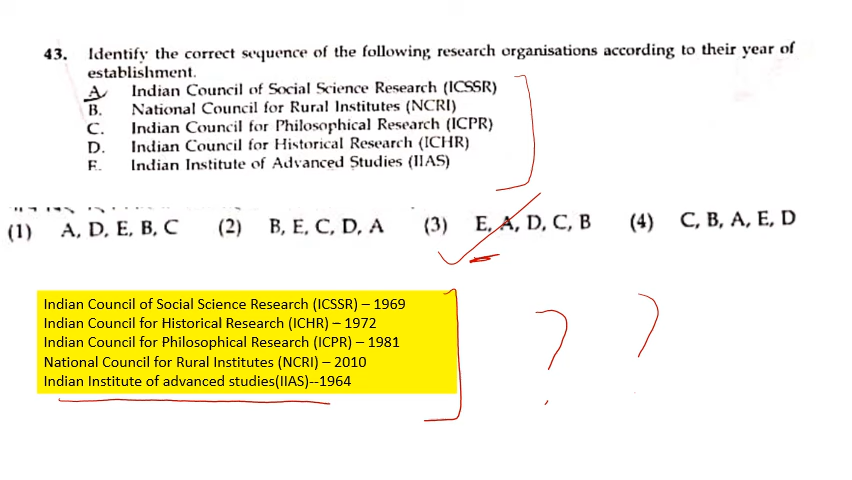 43. Identify the correct sequence of the following research organisations according to their year of
establishment.
A. Indian Council of Social Science Research (ICSSR)
B. National Council for Rural Institutes (NCRI)
C. Indian Council for Philosophical Research (ICPR)
D. Indian Council for Historical Research (ICHR)
E. Indian Institute of Advanced Studies (IIAS)
(1) A, D, E, B, C (2) B, E, C, D, A (3) E, A, D, C, B (4) C, B, A, E, D
Indian Council of Social Science Research (ICSSR) – 1969
Indian Council for Historical Research (ICHR) – 1972
Indian Council for Philosophical Research (ICPR) – 1981
National Council for Rural Institutes (NCRI) – 2010
Indian Institute of advanced studies(IIAS)--1964
? ?